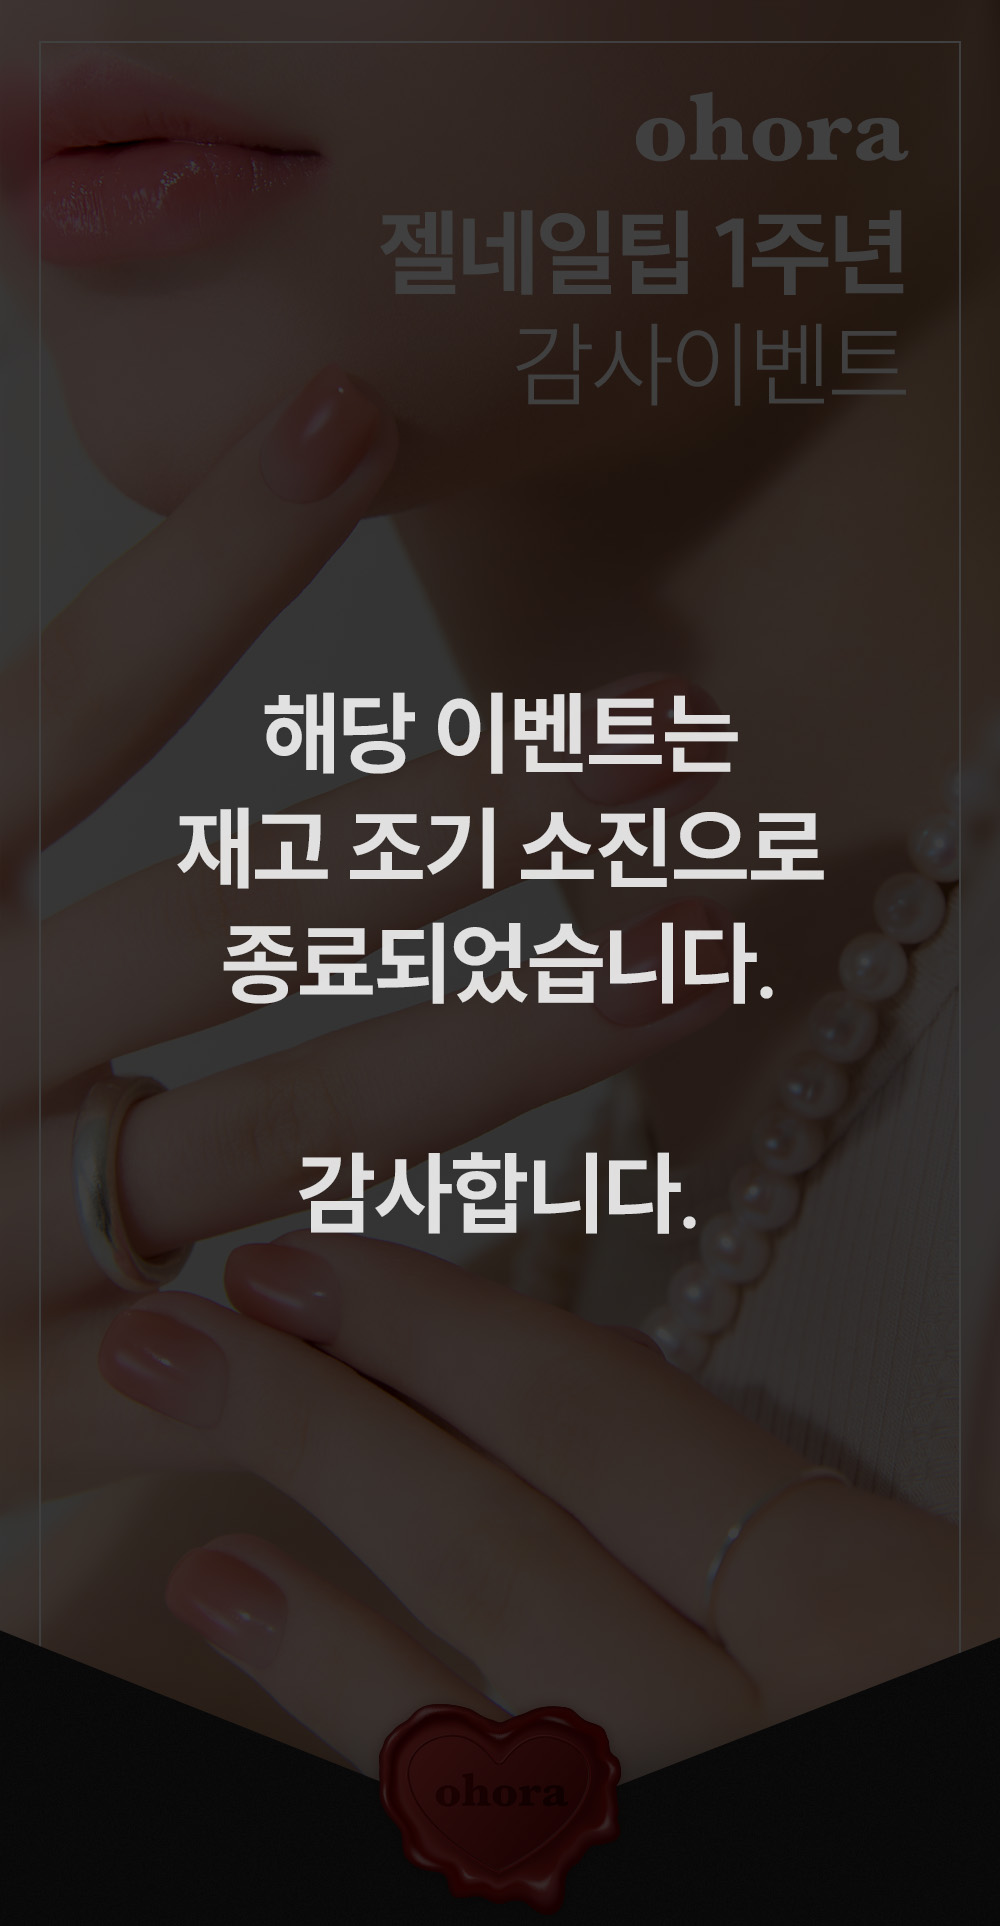 ohora
젤네일팁 1주년
감사이벤트
해당 이벤트는
재고 조기 소진으로
종료되었습니다.
감사합니다.
ohora